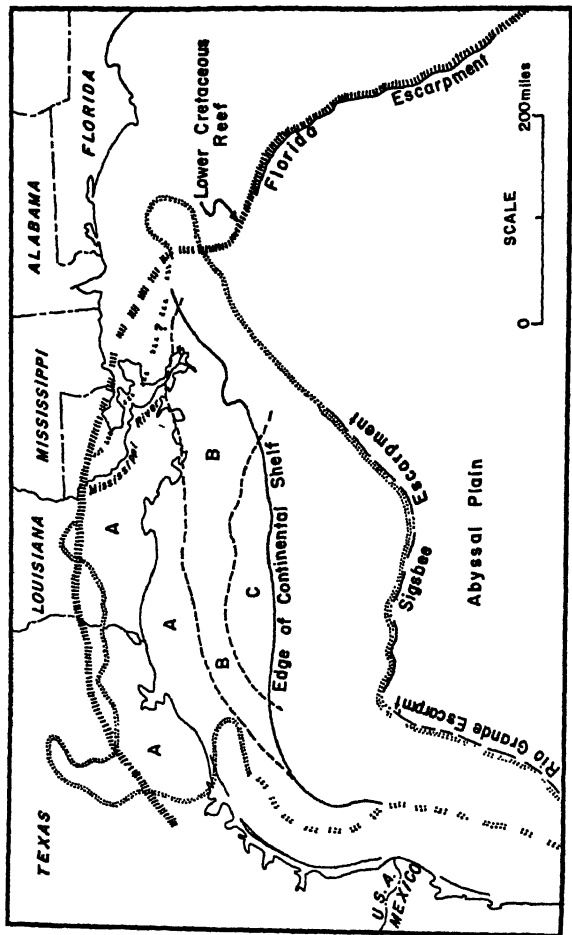 TEXAS
LOUISIANA
MISSISSIPPI
ALABAMA
FLORIDA
A
A
A
B
B
C
Mississippi
River
Lower Cretaceous
Reef
Florida
Escarpment
Edge of Continental Shelf
Sigsbee
Escarpment
Rio Grande Escarpm't
Abyssal Plain
U.S.A.
MEXICO
?
SCALE
0
200 miles